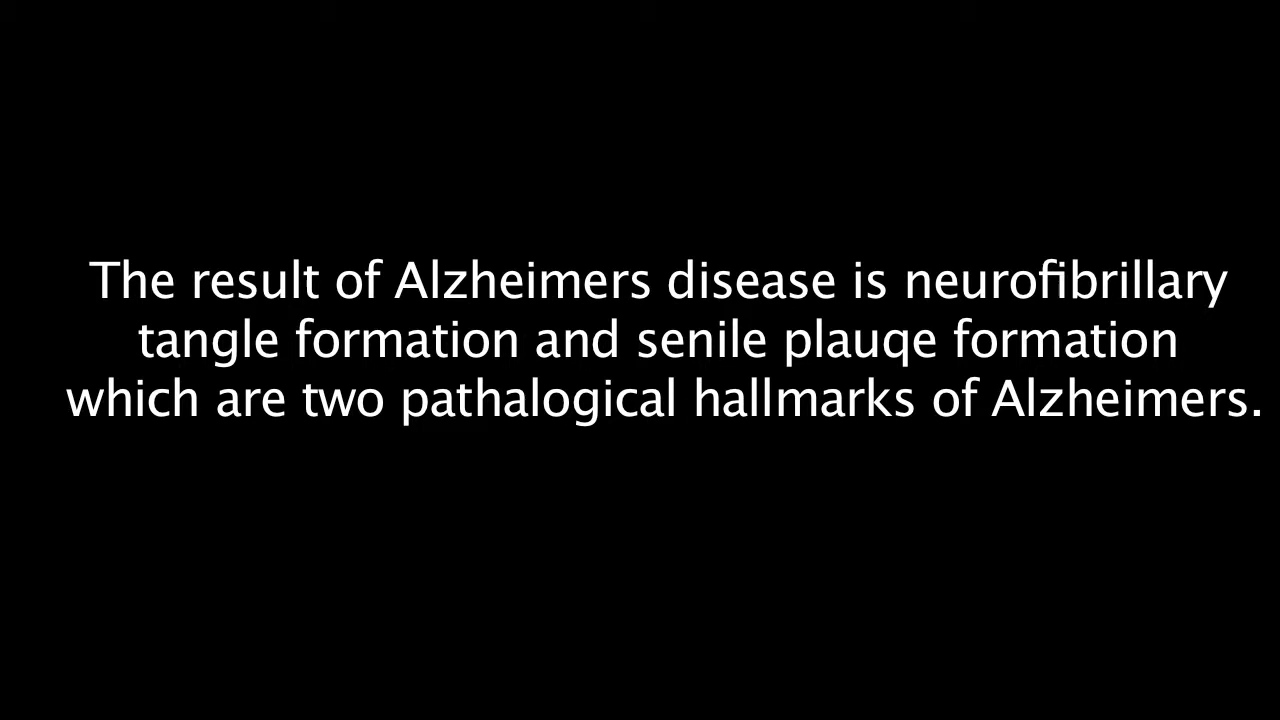 The result of Alzheimers disease is neurofibrillary
tangle formation and senile plauqe formation
which are two pathalogical hallmarks of Alzheimers.